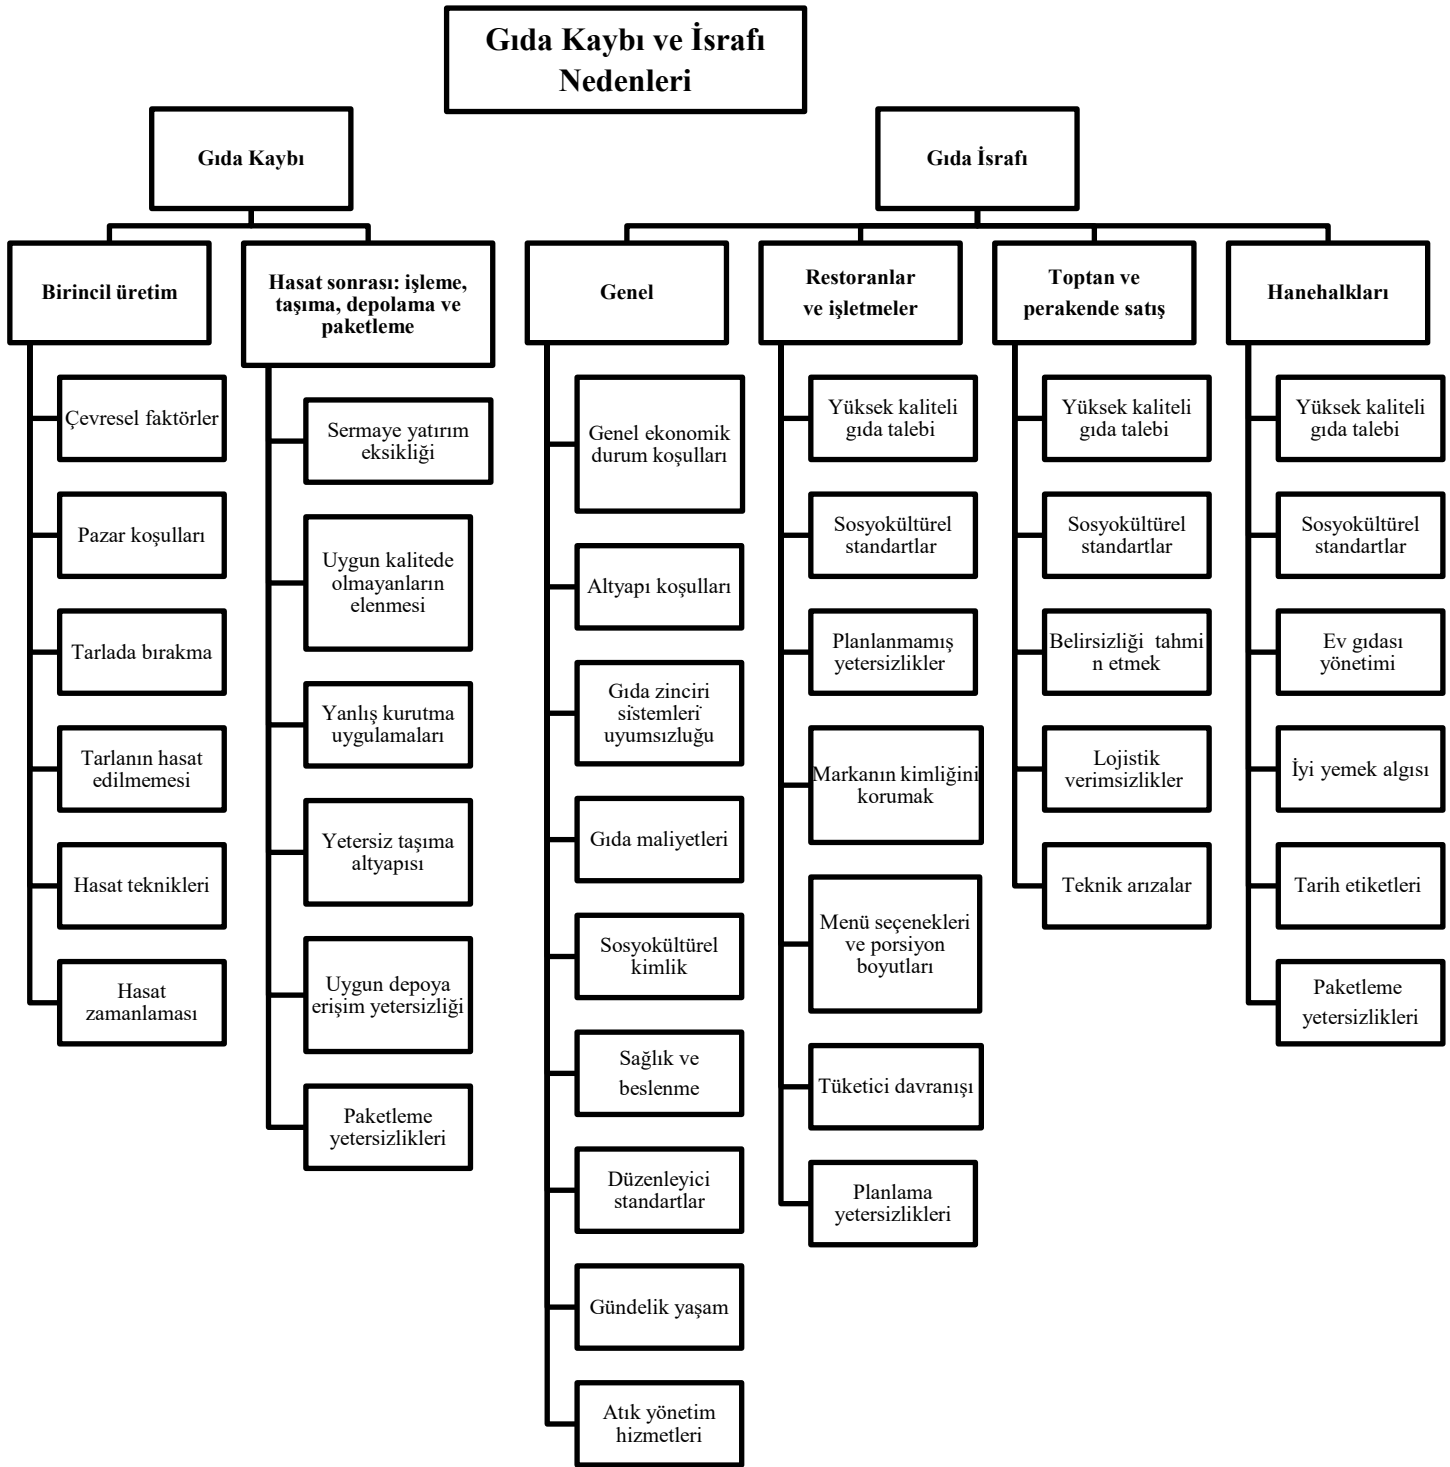 Gıda Kaybı ve İsrafı
Nedenleri
Gıda Kaybı
Birincil üretim
Çevresel faktörler
Pazar koşulları
Tarlada bırakma
Tarlanın hasat
edilmemesi
Hasat teknikleri
Hasat
zamanlaması
Hasat sonrası: işleme,
taşıma, depolama ve
paketleme
Sermaye yatırım
eksikliği
Uygun kalitede
olmayanların
elenmesi
Yanlış kurutma
uygulamaları
Yetersiz taşıma
altyapısı
Uygun depoya
erişim yetersizliği
Paketleme
yetersizlikleri
Gıda İsrafı
Genel
Genel ekonomik
durum koşulları
Altyapı koşulları
Gıda zinciri
sistemleri
uyumsızluğu
Gıda maliyetleri
Sosyokültürel
kimlik
Sağlık ve
beslenme
Düzenleyici
standartlar
Gündelik yaşam
Atık yönetim
hizmetleri
Restoranlar
ve işletmeler
Yüksek kaliteli
gıda talebi
Sosyokültürel
standartlar
Planlanmamış
yetersizlikler
Markanın kimliğini
korumak
Menü seçenekleri
ve porsiyon
boyutları
Tüketici davranışı
Planlama
yetersizlikleri
Toptan ve
perakende satış
Yüksek kaliteli
gıda talebi
Sosyokültürel
standartlar
Belirsizliği tahmi
n etmek
Lojistik
verimsizlikler
Teknik arızalar
Hanehalkları
Yüksek kaliteli
gıda talebi
Sosyokültürel
standartlar
Ev gıdası
yönetimi
İyi yemek algısı
Tarih etiketleri
Paketleme
yetersizlikleri